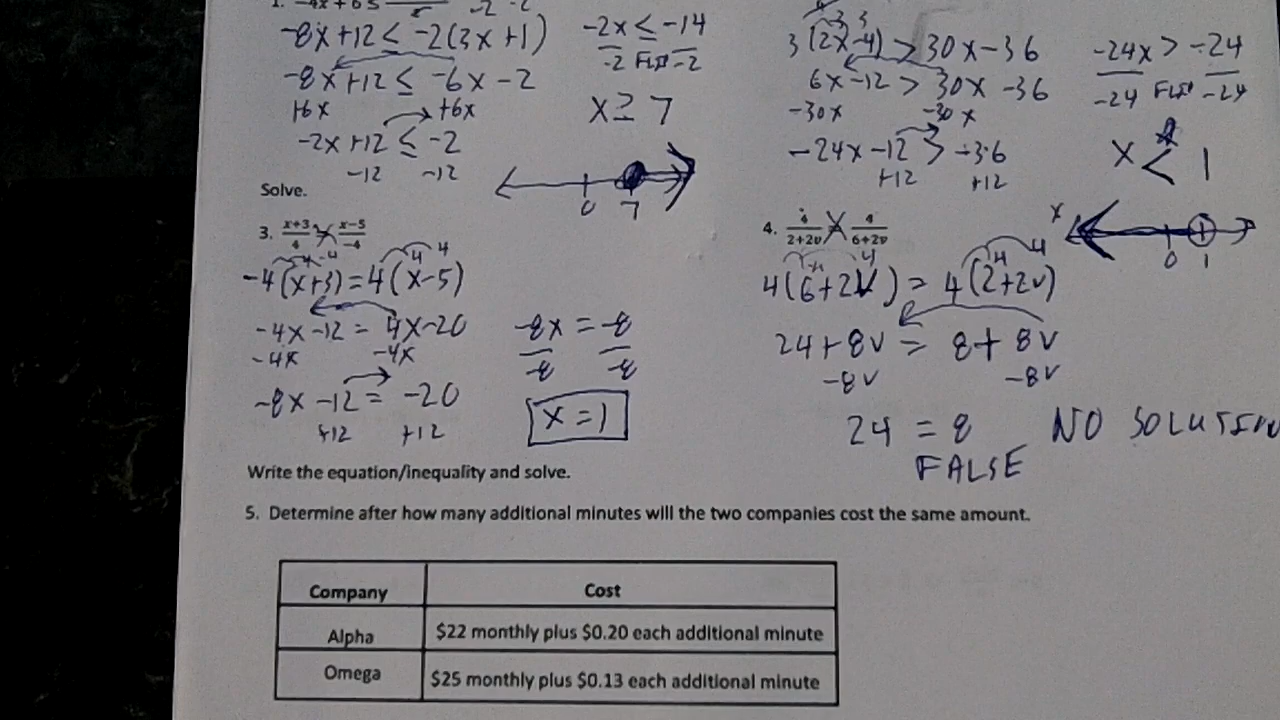 -8x+12 ≤ -2(3x+1)
-8x+12 ≤ -6x-2
+6x +6x
-2x+12 ≤ -2
-12 -12
-2x ≤ -14
-2 FLIP -2
x ≥ 7
0 7
3(2x-4) > 30x-36
6x-12 > 30x-36
-30x -30x
-24x-12 > -36
+12 +12
-24x > -24
-24 FLIP -24
x < 1
0 1
Solve.
3. x+3/4 x-5/-4
-4(x+3)=4(x-5)
-4x-12 = 4x-20
-4x -4x
-8x-12 = -20
+12 +12
-8x = -8
-8 -8
x=1
4. 4/2+2v 4/6+2v
4(6+2v) = 4(2+2v)
24+8v = 8+8v
-8v -8v
24 = 8 NO SOLUTION
FALSE
Write the equation/inequality and solve.
5. Determine after how many additional minutes will the two companies cost the same amount.
Company Cost
Alpha $22 monthly plus $0.20 each additional minute
Omega $25 monthly plus $0.13 each additional minute